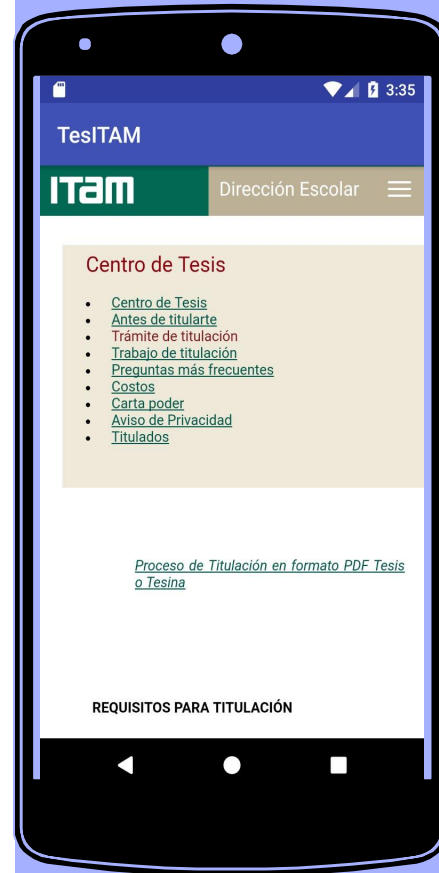 3:35
TesITAM
ITam
Dirección Escolar
Centro de Tesis
Centro de Tesis
Antes de titularte
Trámite de titulación
Trabajo de titulación
Preguntas más frecuentes
Costos
Carta poder
Aviso de Privacidad
Titulados
Proceso de Titulación en formato PDF Tesis
o Tesina
REQUISITOS PARA TITULACIÓN